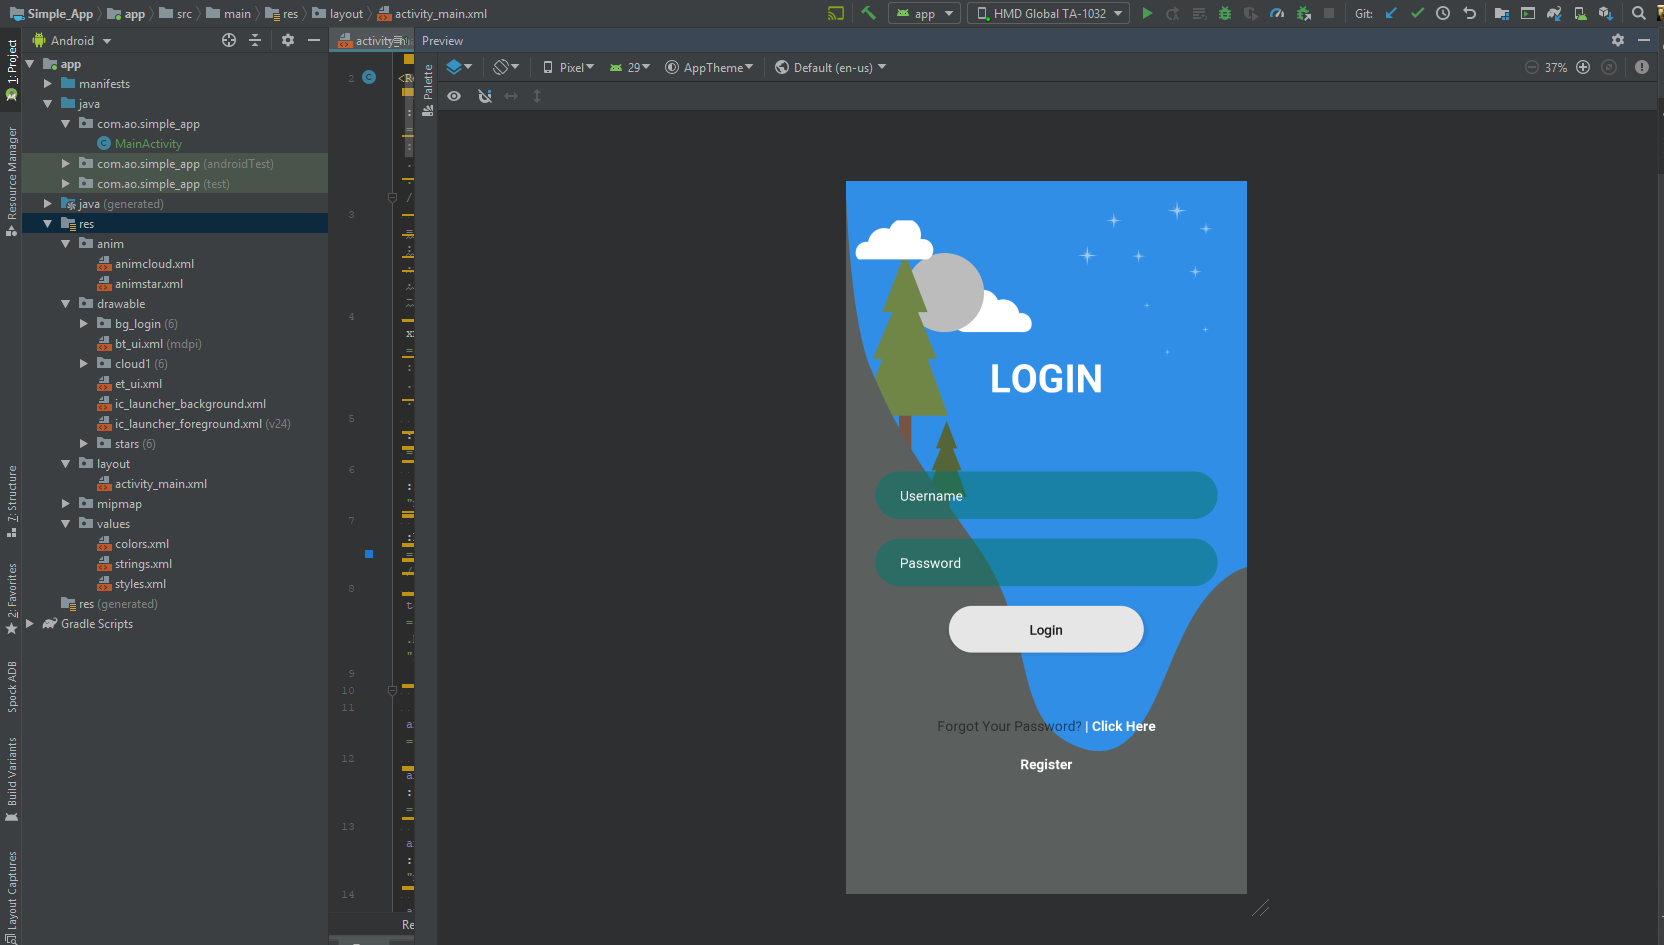 Simple_App app src main res layout activity_main.xml
app HMD Global TA-1032 Git:
Android
activity_
Preview
Pixel 29 AppTheme Default (en-us) 37%
1: Project
Resource Manager
7: Structure
2: Favorites
Spock ADB
Build Variants
Layout Captures
Palette
app
manifests
java
com.ao.simple_app
MainActivity
com.ao.simple_app (androidTest)
com.ao.simple_app (test)
java (generated)
res
anim
animcloud.xml
animstar.xml
drawable
bg_login (6)
bt_ui.xml (mdpi)
cloud1 (6)
et_ui.xml
ic_launcher_background.xml
ic_launcher_foreground.xml (v24)
stars (6)
layout
activity_main.xml
mipmap
values
colors.xml
strings.xml
styles.xml
res (generated)
Gradle Scripts
2
3
4
5
6
7
8
9
10
11
12
13
14
Re
LOGIN
Username
Password
Login
Forgot Your Password? | Click Here
Register